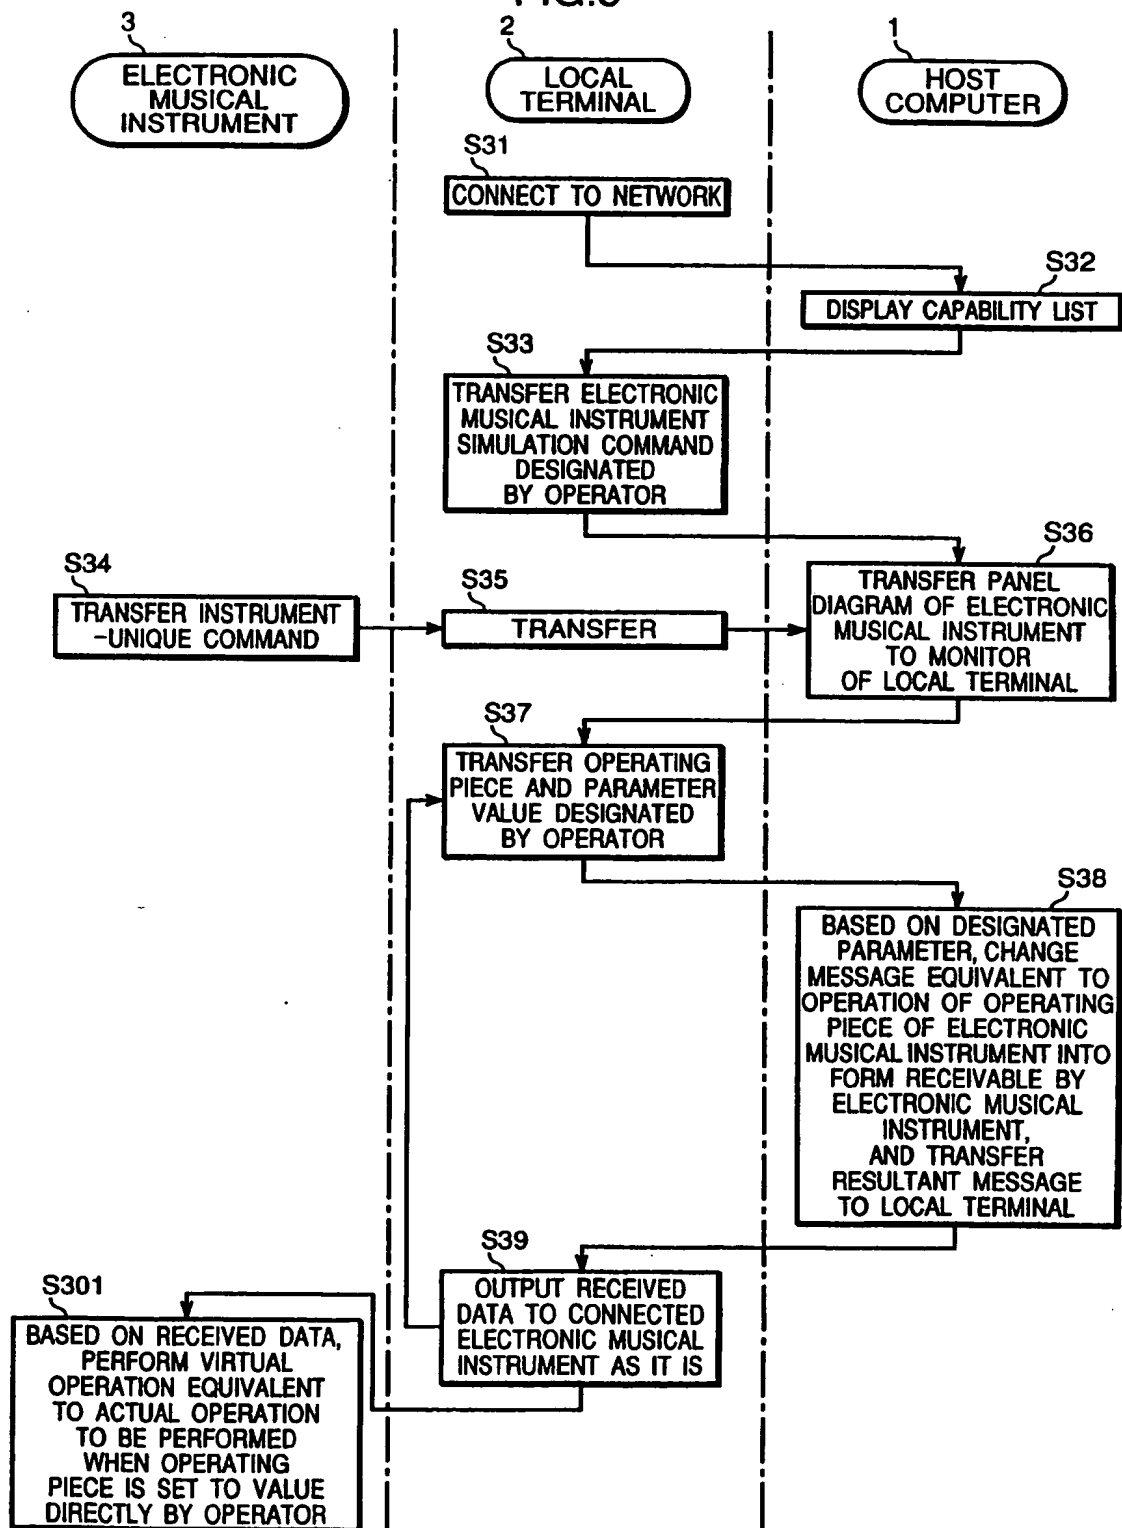 3
ELECTRONIC
MUSICAL
INSTRUMENT
2
LOCAL
TERMINAL
1
HOST
COMPUTER
S31
CONNECT TO NETWORK
S32
DISPLAY CAPABILITY LIST
S33
TRANSFER ELECTRONIC
MUSICAL INSTRUMENT
SIMULATION COMMAND
DESIGNATED
BY OPERATOR
S34
TRANSFER INSTRUMENT
-UNIQUE COMMAND
S35
TRANSFER
S36
TRANSFER PANEL
DIAGRAM OF ELECTRONIC
MUSICAL INSTRUMENT
TO MONITOR
OF LOCAL TERMINAL
S37
TRANSFER OPERATING
PIECE AND PARAMETER
VALUE DESIGNATED
BY OPERATOR
S38
BASED ON DESIGNATED
PARAMETER, CHANGE
MESSAGE EQUIVALENT TO
OPERATION OF OPERATING
PIECE OF ELECTRONIC
MUSICAL INSTRUMENT INTO
FORM RECEIVABLE BY
ELECTRONIC MUSICAL
INSTRUMENT,
AND TRANSFER
RESULTANT MESSAGE
TO LOCAL TERMINAL
S39
OUTPUT RECEIVED
DATA TO CONNECTED
ELECTRONIC MUSICAL
INSTRUMENT AS IT IS
S301
BASED ON RECEIVED DATA,
PERFORM VIRTUAL
OPERATION EQUIVALENT
TO ACTUAL OPERATION
TO BE PERFORMED
WHEN OPERATING
PIECE IS SET TO VALUE
DIRECTLY BY OPERATOR